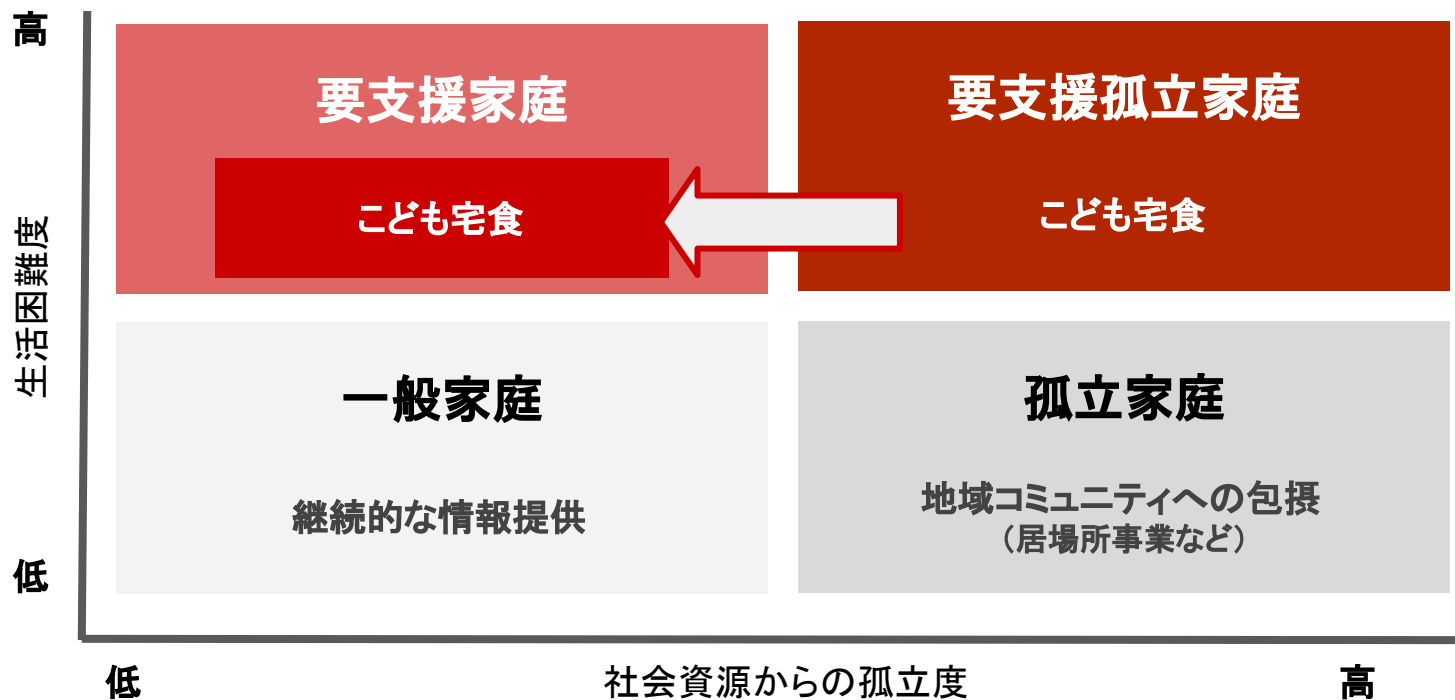 高
要支援家庭
要支援孤立家庭
こども宅食
こども宅食
生活困難度
一般家庭
孤立家庭
継続的な情報提供
地域コミュニティへの包摂
（居場所事業など）
低
低
社会資源からの孤立度
高